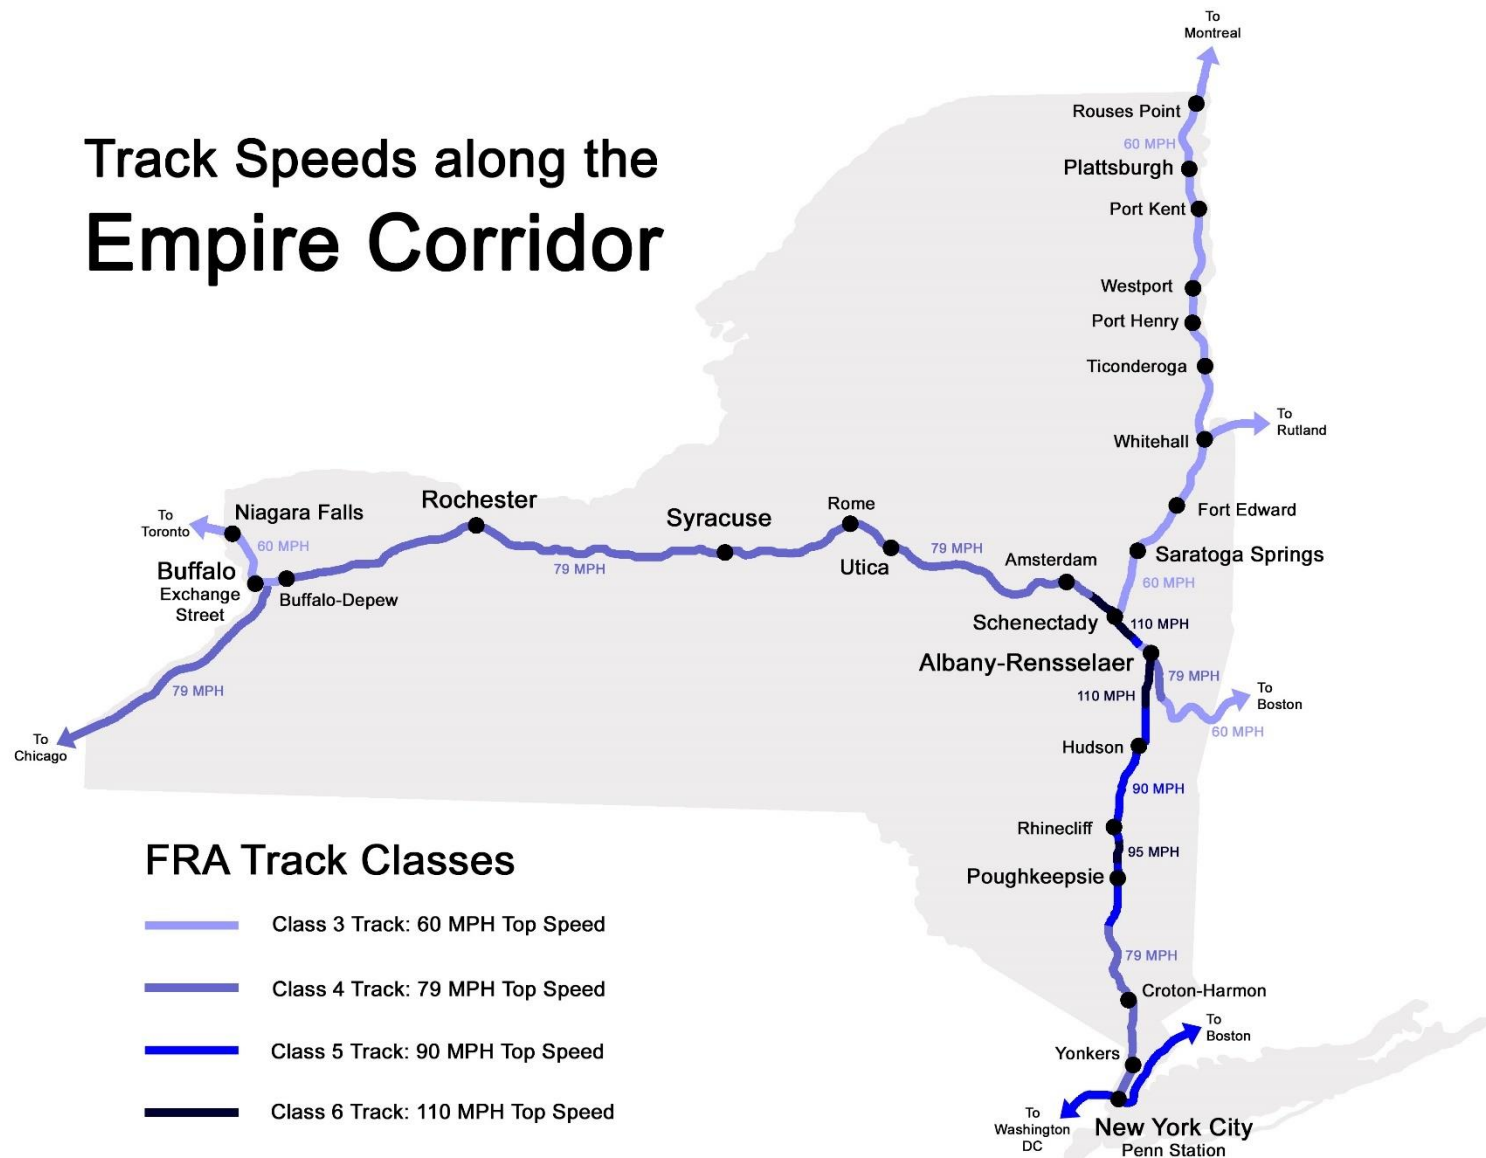 Track Speeds along the
Empire Corridor
To
Montreal
Rouses Point
60 MPH
Plattsburgh
Port Kent
Westport
Port Henry
Ticonderoga
Whitehall
To
Rutland
Fort Edward
Saratoga Springs
60 MPH
To
Toronto
Niagara Falls
60 MPH
Buffalo
Exchange
Street
Buffalo-Depew
Rochester
79 MPH
Syracuse
Rome
Utica
79 MPH
Amsterdam
Schenectady
110 MPH
Albany-Rensselaer
79 MPH
110 MPH
To
Boston
60 MPH
79 MPH
To
Chicago
Hudson
90 MPH
Rhinecliff
95 MPH
Poughkeepsie
79 MPH
Croton-Harmon
To
Boston
Yonkers
To
Washington
DC
New York City
Penn Station
FRA Track Classes
Class 3 Track: 60 MPH Top Speed
Class 4 Track: 79 MPH Top Speed
Class 5 Track: 90 MPH Top Speed
Class 6 Track: 110 MPH Top Speed